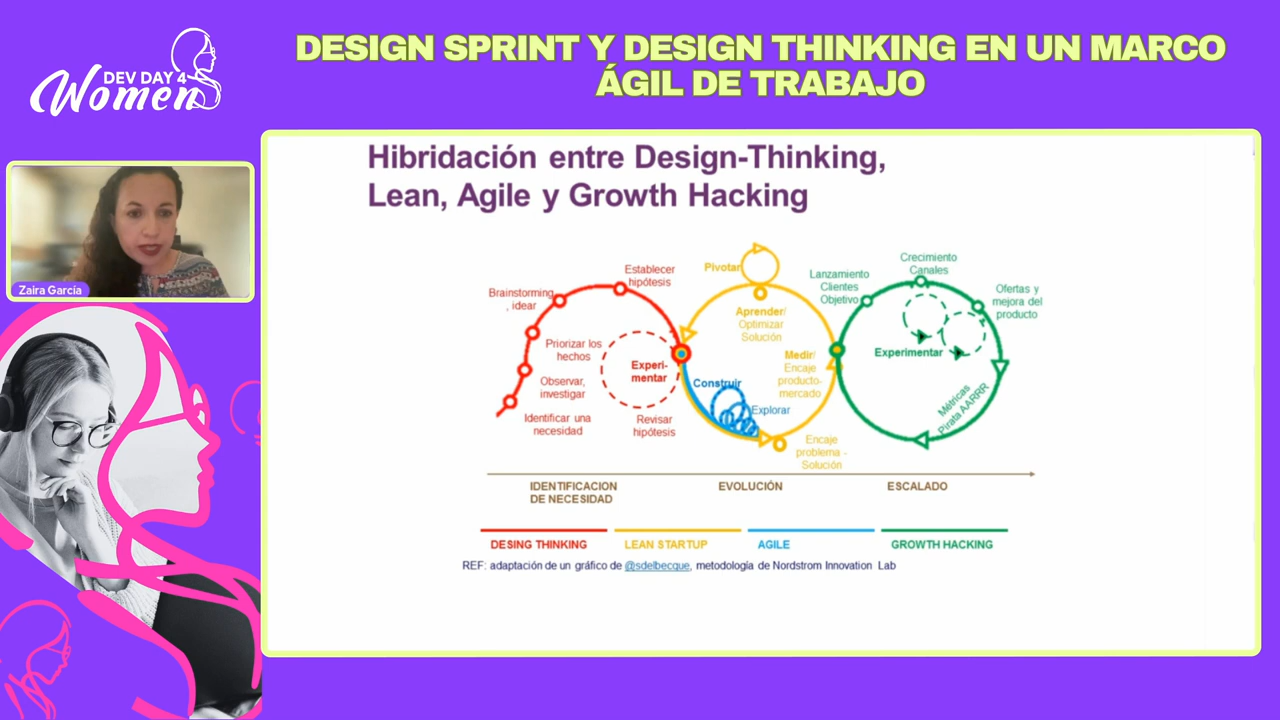 DEV DAY 4
Women
DESIGN SPRINT Y DESIGN THINKING EN UN MARCO
ÁGIL DE TRABAJO
Zaira García
Hibridación entre Design-Thinking,
Lean, Agile y Growth Hacking
Establecer
hipótesis
Brainstorming
, idear
Priorizar los
hechos
Observar,
investigar
Identificar una
necesidad
Experi-
mentar
Revisar
hipótesis
Pivotar
Aprender/
Optimizar
Solución
Medir/
Encaje
producto-
mercado
Construir
Explorar
Encaje
problema -
Solución
Lanzamiento
Clientes
Objetivo
Crecimiento
Canales
Ofertas y
mejora del
producto
Experimentar
Métricas
Pirata AARRR
IDENTIFICACION
DE NECESIDAD
EVOLUCIÓN
ESCALADO
DESING THINKING
LEAN STARTUP
AGILE
GROWTH HACKING
REF: adaptación de un gráfico de @sdelbecque, metodología de Nordstrom Innovation Lab